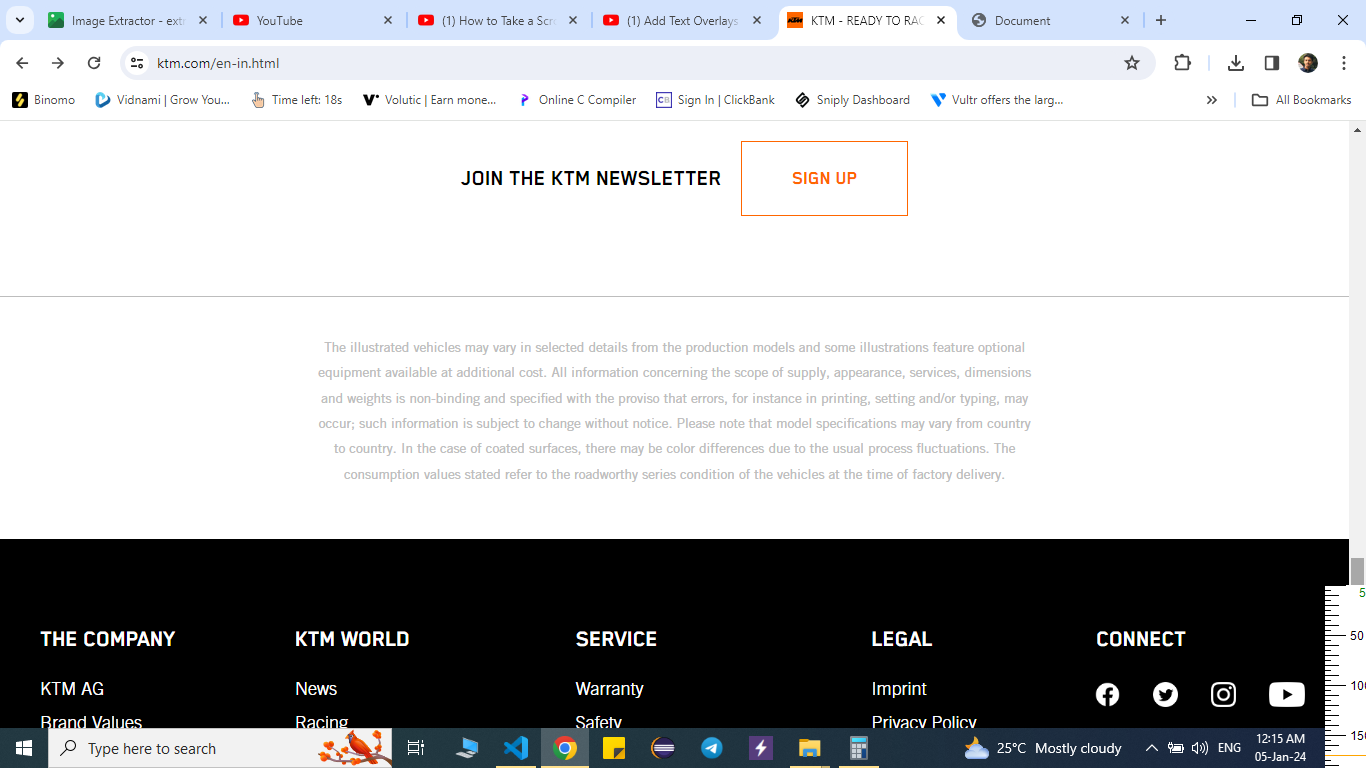 Image Extractor - extr
YouTube
(1) How to Take a Scr
(1) Add Text Overlays
KTM - READY TO RAC
Document
ktm.com/en-in.html
Binomo
Vidnami | Grow You...
Time left: 18s
Volutic | Earn mone...
Online C Compiler
CB
Sign In | ClickBank
Sniply Dashboard
Vultr offers the larg...
All Bookmarks
JOIN THE KTM NEWSLETTER
SIGN UP
The illustrated vehicles may vary in selected details from the production models and some illustrations feature optional
equipment available at additional cost. All information concerning the scope of supply, appearance, services, dimensions
and weights is non-binding and specified with the proviso that errors, for instance in printing, setting and/or typing, may
occur; such information is subject to change without notice. Please note that model specifications may vary from country
to country. In the case of coated surfaces, there may be color differences due to the usual process fluctuations. The
consumption values stated refer to the roadworthy series condition of the vehicles at the time of factory delivery.
THE COMPANY
KTM AG
Brand Values
KTM WORLD
News
Racing
SERVICE
Warranty
Safety
LEGAL
Imprint
Privacy Policy
CONNECT
5
50
100
150
Type here to search
25°C Mostly cloudy
ENG
12:15 AM
05-Jan-24